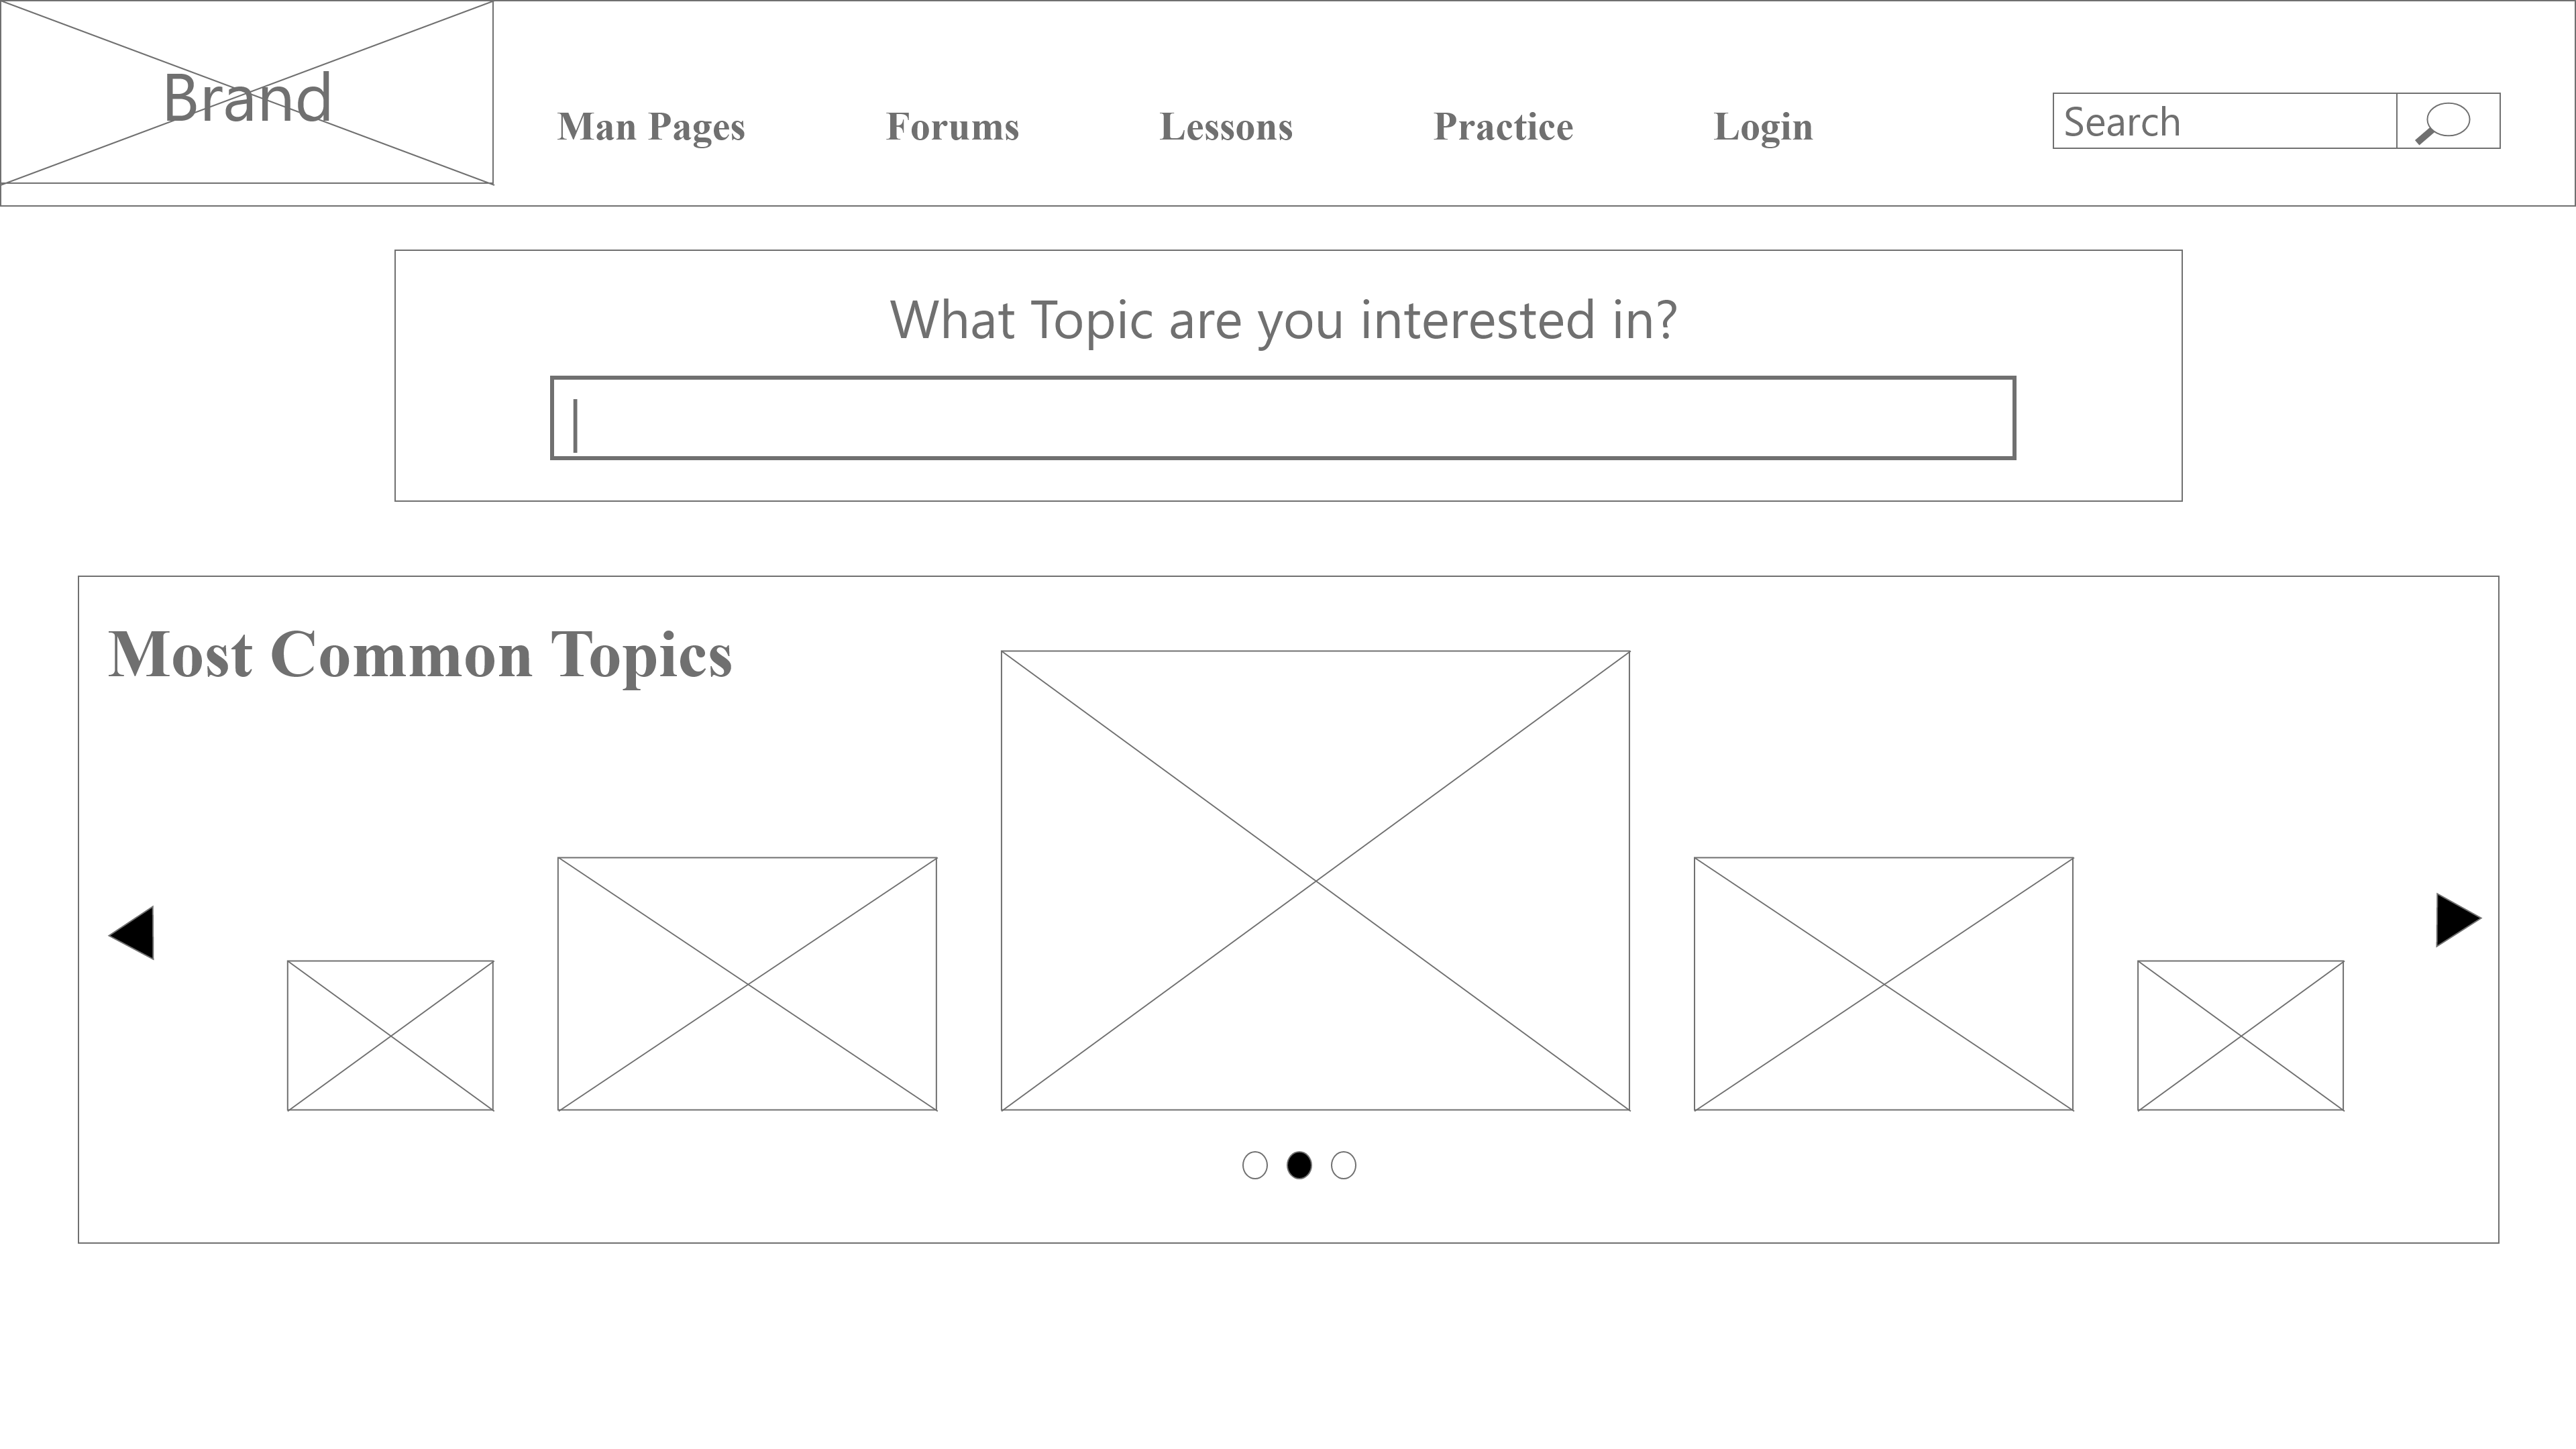 Brand
Man Pages
Forums
Lessons
Practice
Login
Search
What Topic are you interested in?
Most Common Topics